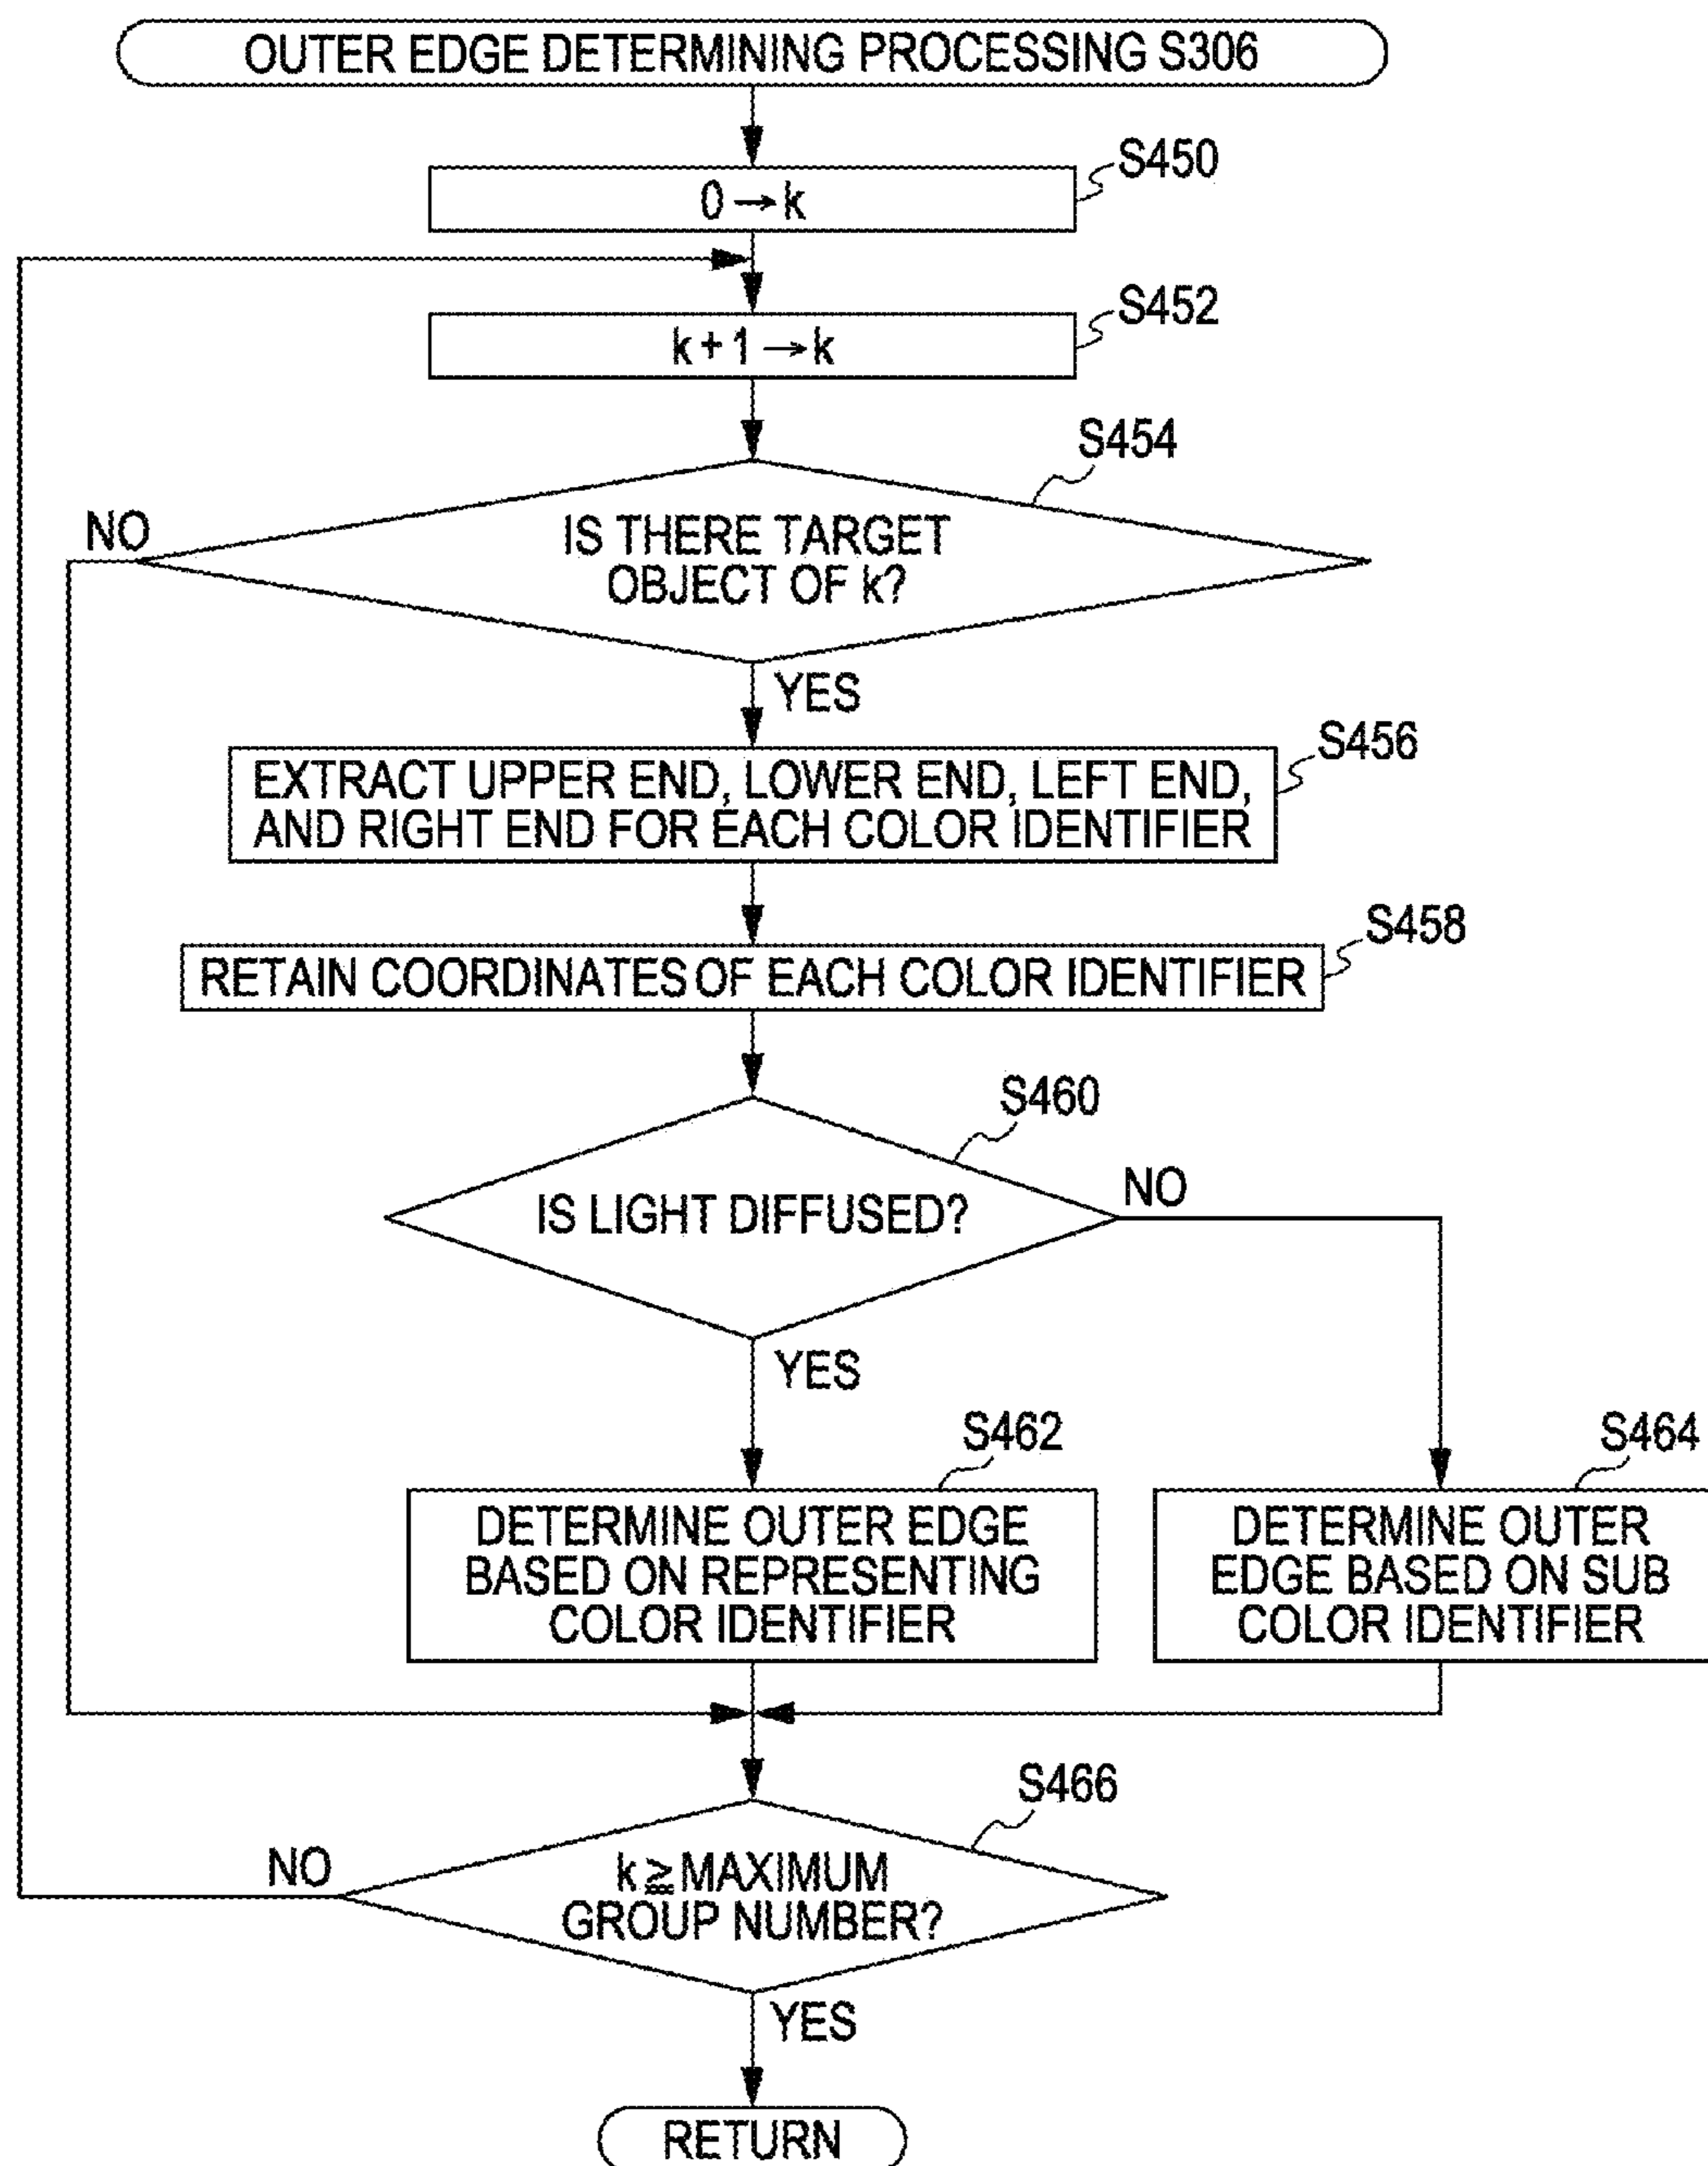 OUTER EDGE DETERMINING PROCESSING S306
S450
0→k
S452
k+1→k
S454
NO
IS THERE TARGET
OBJECT OF k?
YES
S456
EXTRACT UPPER END, LOWER END, LEFT END,
AND RIGHT END FOR EACH COLOR IDENTIFIER
S458
RETAIN COORDINATES OF EACH COLOR IDENTIFIER
S460
NO
IS LIGHT DIFFUSED?
YES
S462
S464
DETERMINE OUTER EDGE
BASED ON REPRESENTING
COLOR IDENTIFIER
DETERMINE OUTER
EDGE BASED ON SUB
COLOR IDENTIFIER
S466
NO
k≧MAXIMUM
GROUP NUMBER?
YES
RETURN